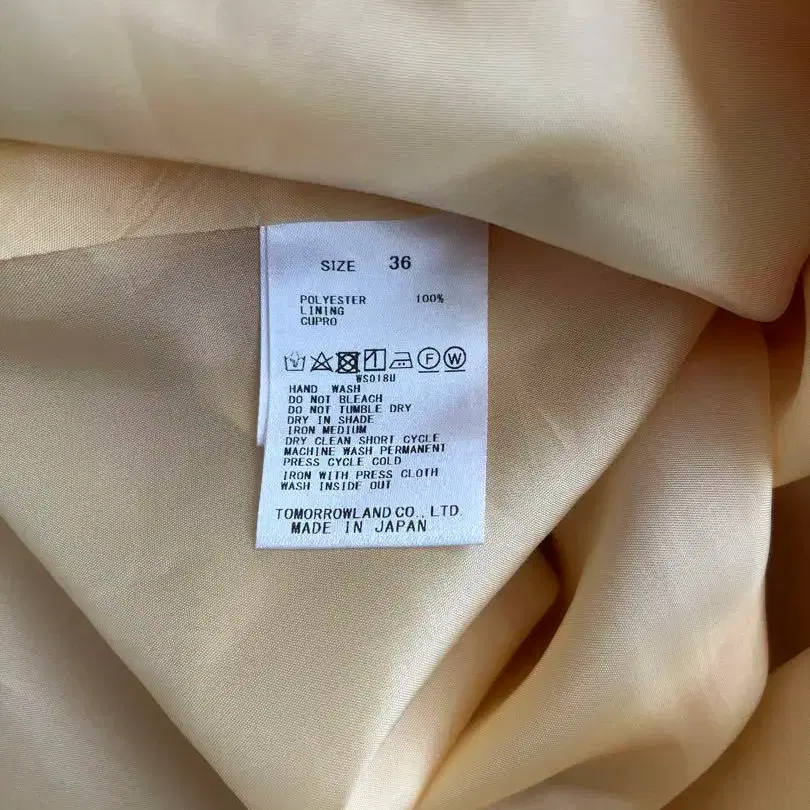 SIZE 36
POLYESTER 100%
LINING
CUPRO
F W
WS018U
HAND WASH
DO NOT BLEACH
DO NOT TUMBLE DRY
DRY IN SHADE
IRON MEDIUM
DRY CLEAN SHORT CYCLE
MACHINE WASH PERMANENT
PRESS CYCLE COLD
IRON WITH PRESS CLOTH
WASH INSIDE OUT
TOMORROWLAND CO., LTD.
MADE IN JAPAN